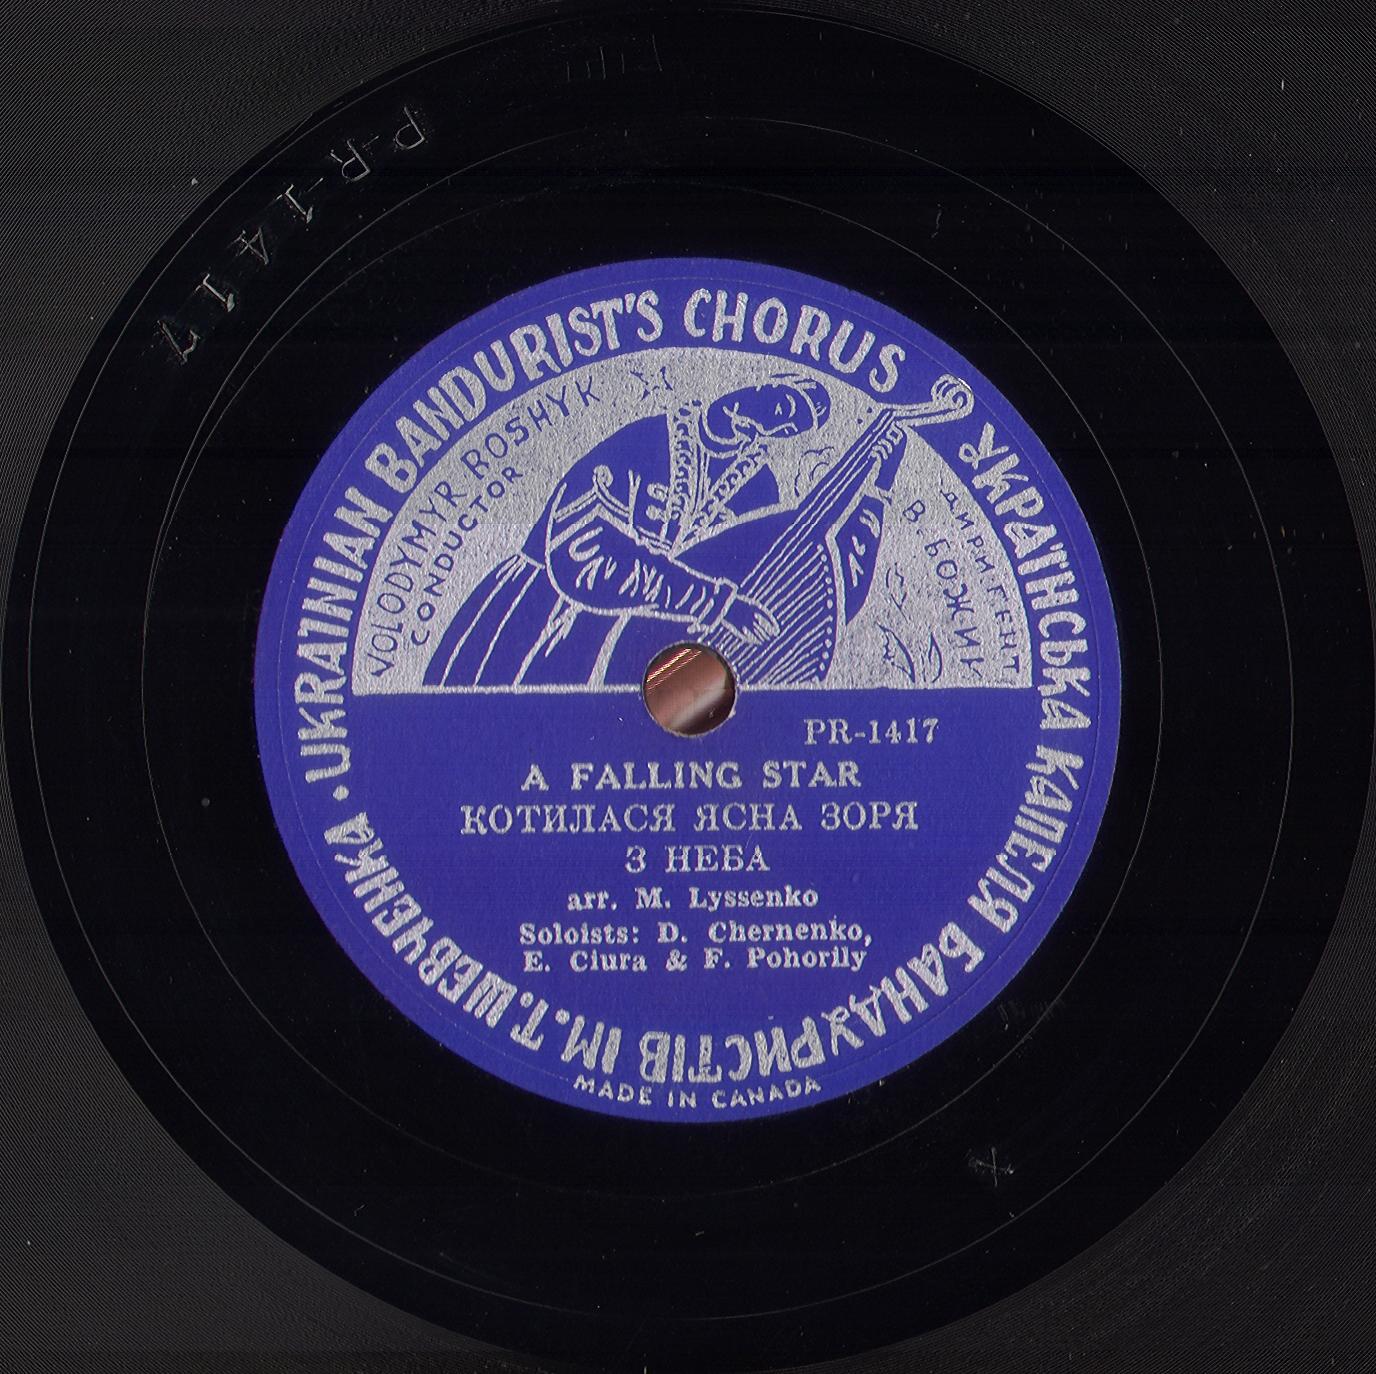 P-R-1417
UKRAINIAN BANDURIST'S CHORUS
УКРАЇНСЬКА КАПЕЛЯ БАНДУРИСТІВ ІМ. Т. ШЕВЧЕНКА •
VOLODYMYR BOSHYK
CONDUCTOR
ДИРИГЕНТ
В. БОЖИК
PR-1417
A FALLING STAR
КОТИЛАСЯ ЯСНА ЗОРЯ
З НЕБА
arr. M. Lyssenko
Soloists: D. Chernenko,
E. Ciura & F. Pohorily
MADE IN CANADA